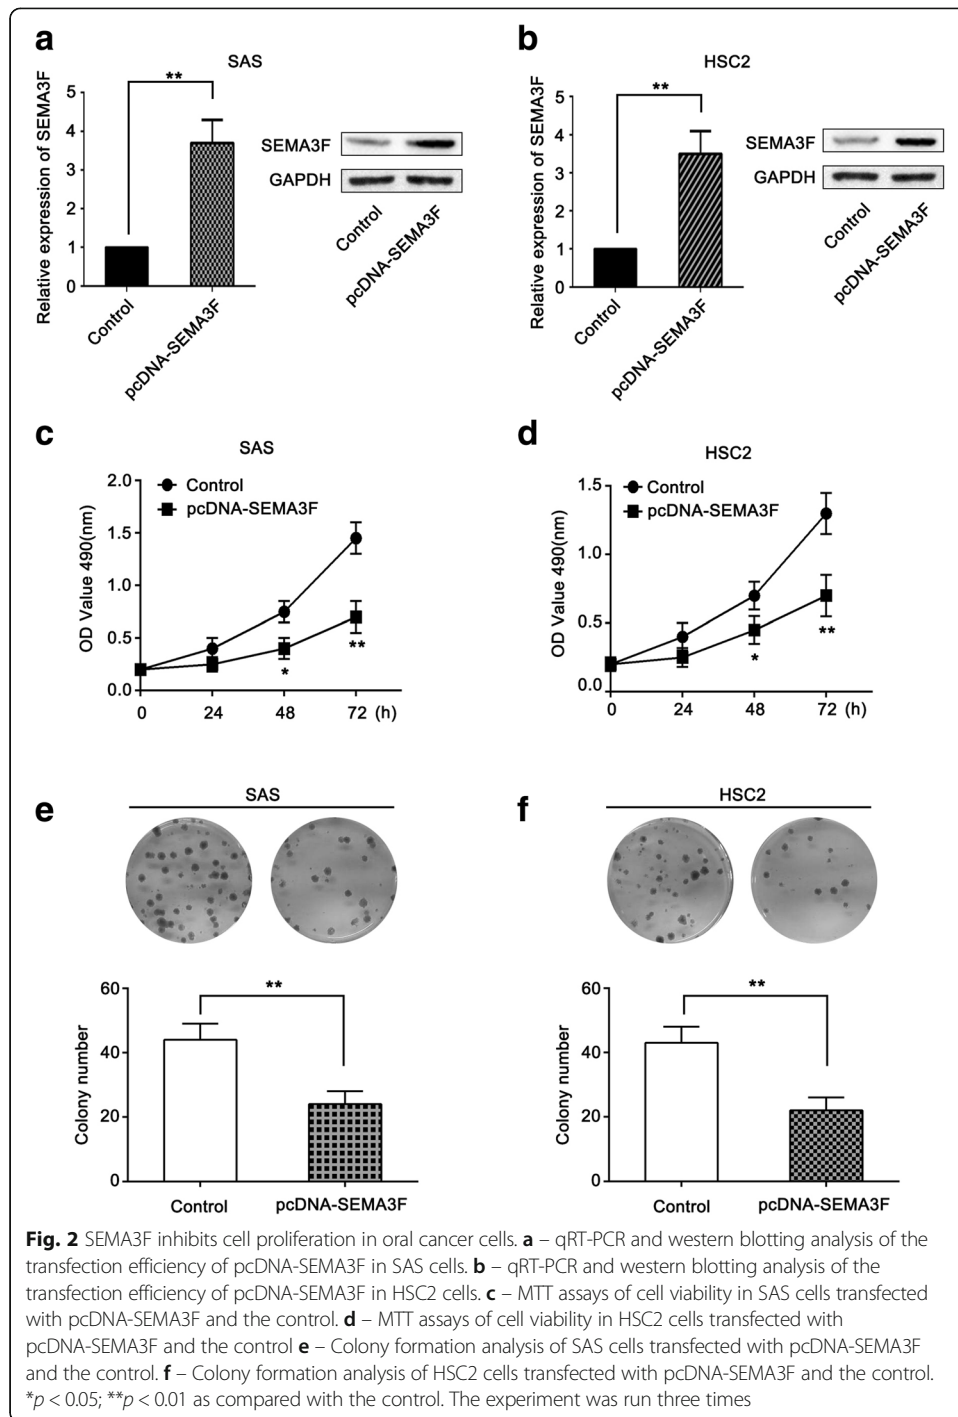 a
SAS
**
Relative expression of SEMA3F
5
4
3
2
1
0
Control
pcDNA-SEMA3F
SEMA3F
GAPDH
Control
pcDNA-SEMA3F
b
HSC2
**
Relative expression of SEMA3F
5
4
3
2
1
0
Control
pcDNA-SEMA3F
SEMA3F
GAPDH
Control
pcDNA-SEMA3F
c
SAS
Control
pcDNA-SEMA3F
OD Value 490(nm)
2.0
1.5
1.0
0.5
0.0
*
**
0 24 48 72 (h)
d
HSC2
Control
pcDNA-SEMA3F
OD Value 490(nm)
1.5
1.0
0.5
0.0
*
**
0 24 48 72 (h)
e
SAS
**
Colony number
60
40
20
0
Control pcDNA-SEMA3F
f
HSC2
**
Colony number
60
40
20
0
Control pcDNA-SEMA3F
Fig. 2 SEMA3F inhibits cell proliferation in oral cancer cells. a – qRT-PCR and western blotting analysis of the
transfection efficiency of pcDNA-SEMA3F in SAS cells. b – qRT-PCR and western blotting analysis of the
transfection efficiency of pcDNA-SEMA3F in HSC2 cells. c – MTT assays of cell viability in SAS cells transfected
with pcDNA-SEMA3F and the control. d – MTT assays of cell viability in HSC2 cells transfected with
pcDNA-SEMA3F and the control e – Colony formation analysis of SAS cells transfected with pcDNA-SEMA3F
and the control. f – Colony formation analysis of HSC2 cells transfected with pcDNA-SEMA3F and the control.
*p < 0.05; **p < 0.01 as compared with the control. The experiment was run three times